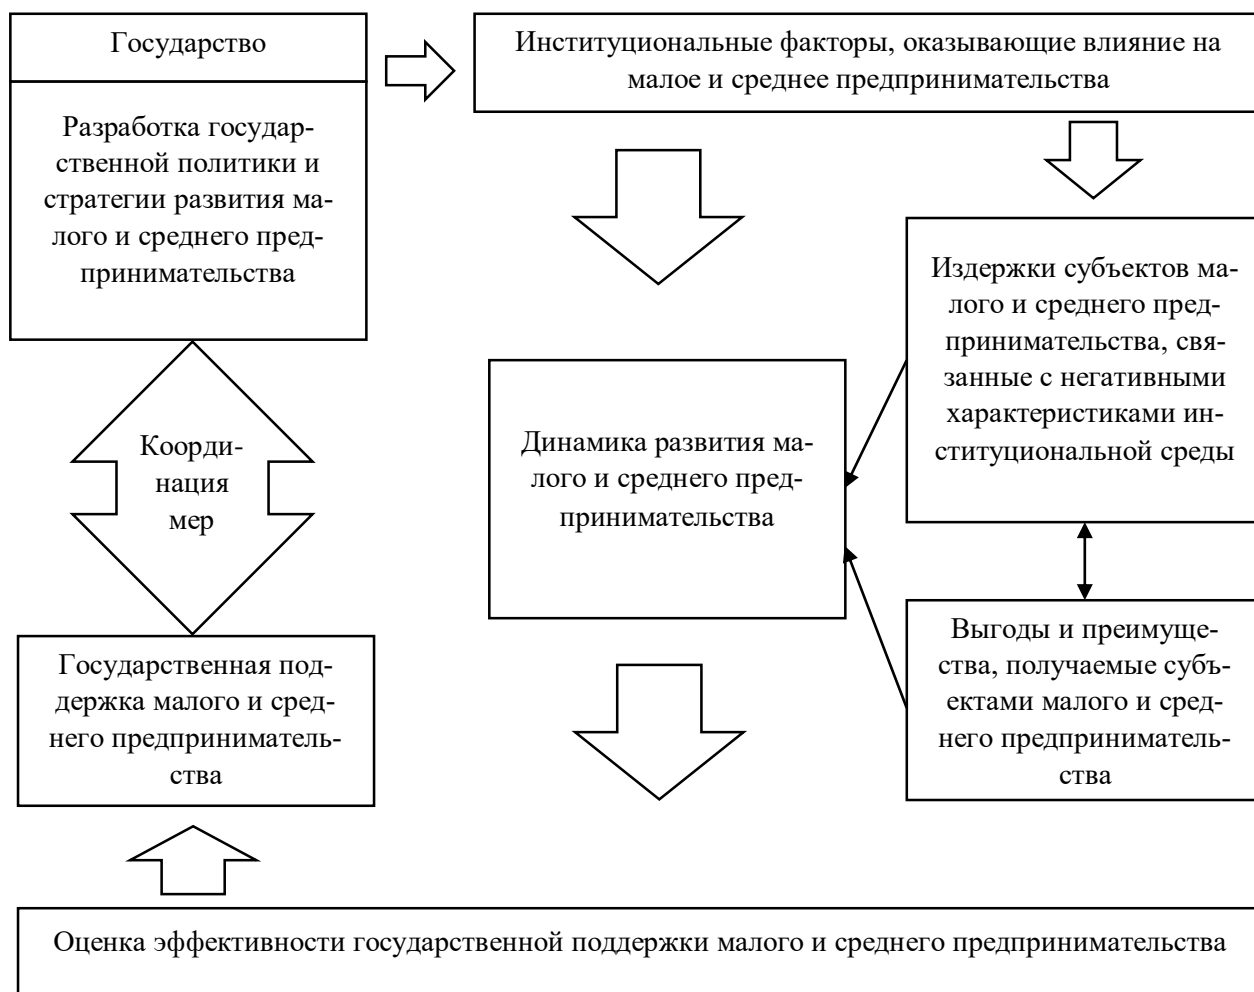 Государство
Институциональные факторы, оказывающие влияние на
малое и среднее предпринимательства
Разработка государ-
ственной политики и
стратегии развития ма-
лого и среднего пред-
принимательства
Издержки субъектов ма-
лого и среднего пред-
принимательства, свя-
занные с негативными
характеристиками ин-
ституциональной среды
Коорди-
нация
мер
Динамика развития ма-
лого и среднего пред-
принимательства
Государственная под-
держка малого и сред-
него предприниматель-
ства
Выгоды и преимуще-
ства, получаемые субъ-
ектами малого и сред-
него предприниматель-
ства
Оценка эффективности государственной поддержки малого и среднего предпринимательства